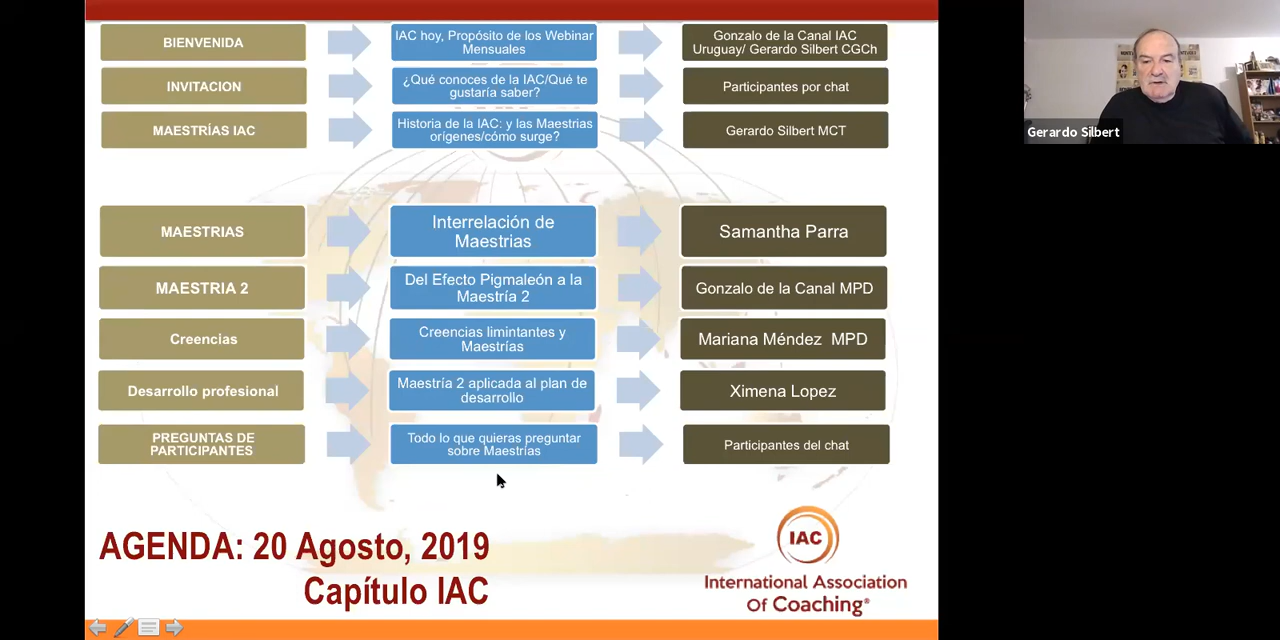 BIENVENIDA
IAC hoy, Propósito de los Webinar
Mensuales
Gonzalo de la Canal IAC
Uruguay/ Gerardo Silbert CGCh
INVITACION
¿Qué conoces de la IAC/Qué te
gustaría saber?
Participantes por chat
MAESTRÍAS IAC
Historia de la IAC: y las Maestrias
orígenes/cómo surge?
Gerardo Silbert MCT
MAESTRIAS
Interrelación de
Maestrias
Samantha Parra
MAESTRIA 2
Del Efecto Pigmaleón a la
Maestría 2
Gonzalo de la Canal MPD
Creencias
Creencias limintantes y
Maestrías
Mariana Méndez MPD
Desarrollo profesional
Maestría 2 aplicada al plan de
desarrollo
Ximena Lopez
PREGUNTAS DE
PARTICIPANTES
Todo lo que quieras preguntar
sobre Maestrías
Participantes del chat
AGENDA: 20 Agosto, 2019
Capítulo IAC
IAC
International Association
Of Coaching®
Gerardo Silbert